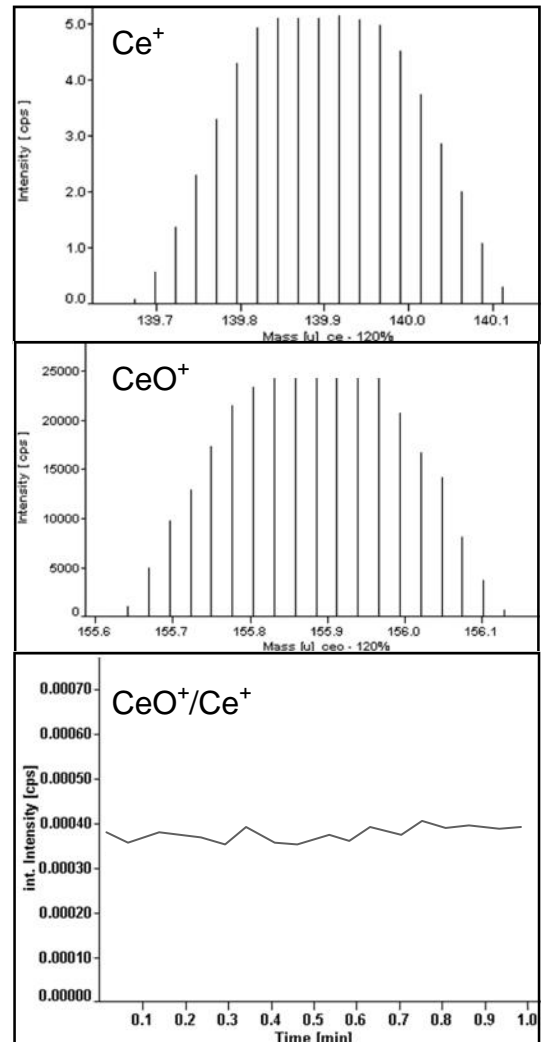 Ce+
Intensity [cps]
5.0
4.0
3.0
2.0
1.0
0.0
139.7 139.8 139.9 140.0 140.1
Mass [u] ce - 120%
CeO+
Intensity [cps]
25000
20000
15000
10000
5000
0
155.6 155.7 155.8 155.9 156.0 156.1
Mass [u] ceo - 120%
CeO+/Ce+
int. Intensity [cps]
0.00070
0.00060
0.00050
0.00040
0.00030
0.00020
0.00010
0.00000
0.1 0.2 0.3 0.4 0.5 0.6 0.7 0.8 0.9 1.0
Time [min]